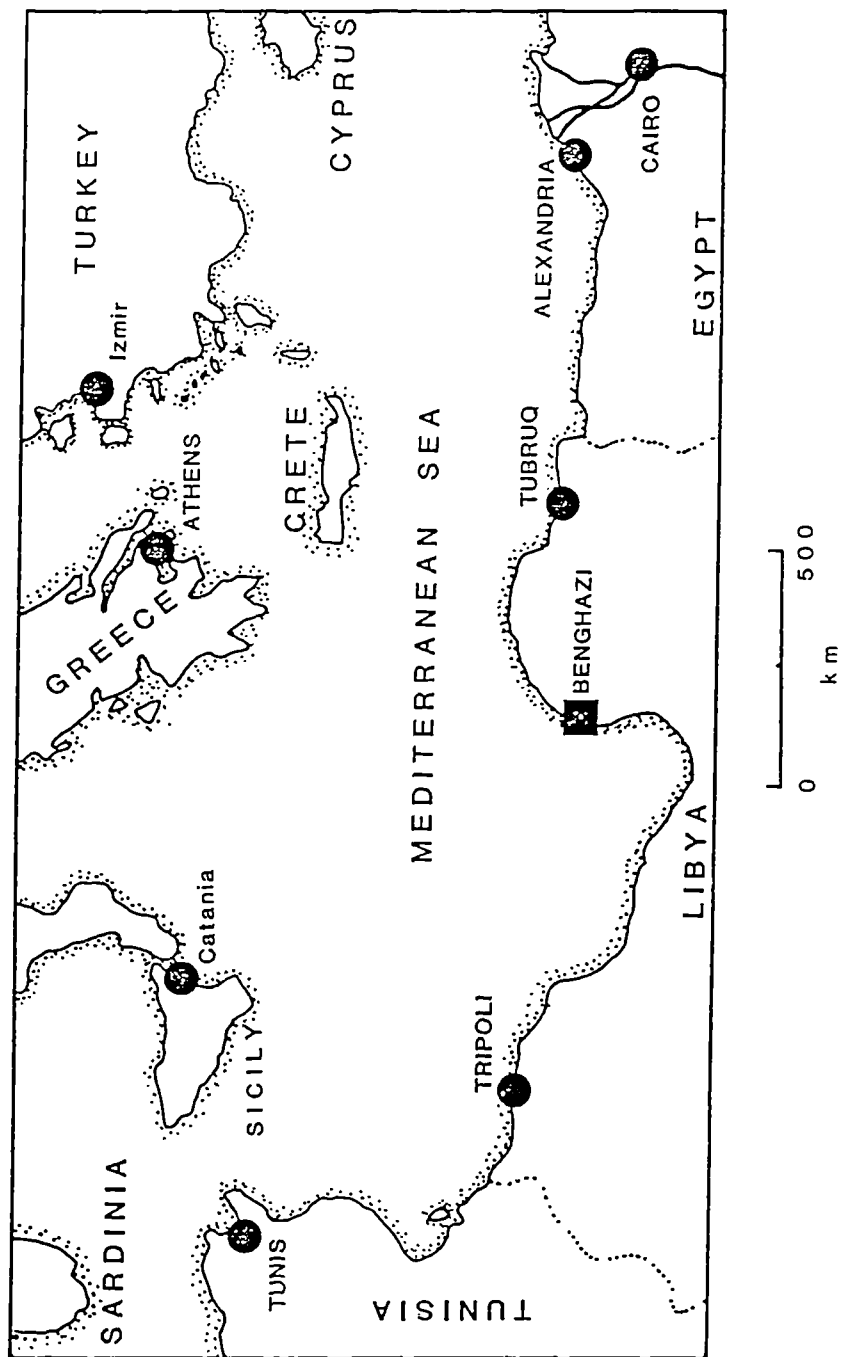 SARDINIA
GREECE
TURKEY
Izmir
ATHENS
Catania
SICILY
TUNIS
CRETE
CYPRUS
MEDITERRANEAN SEA
TUNISIA
TRIPOLI
BENGHAZI
TUBRUQ
ALEXANDRIA
CAIRO
LIBYA
EGYPT
0 500
km